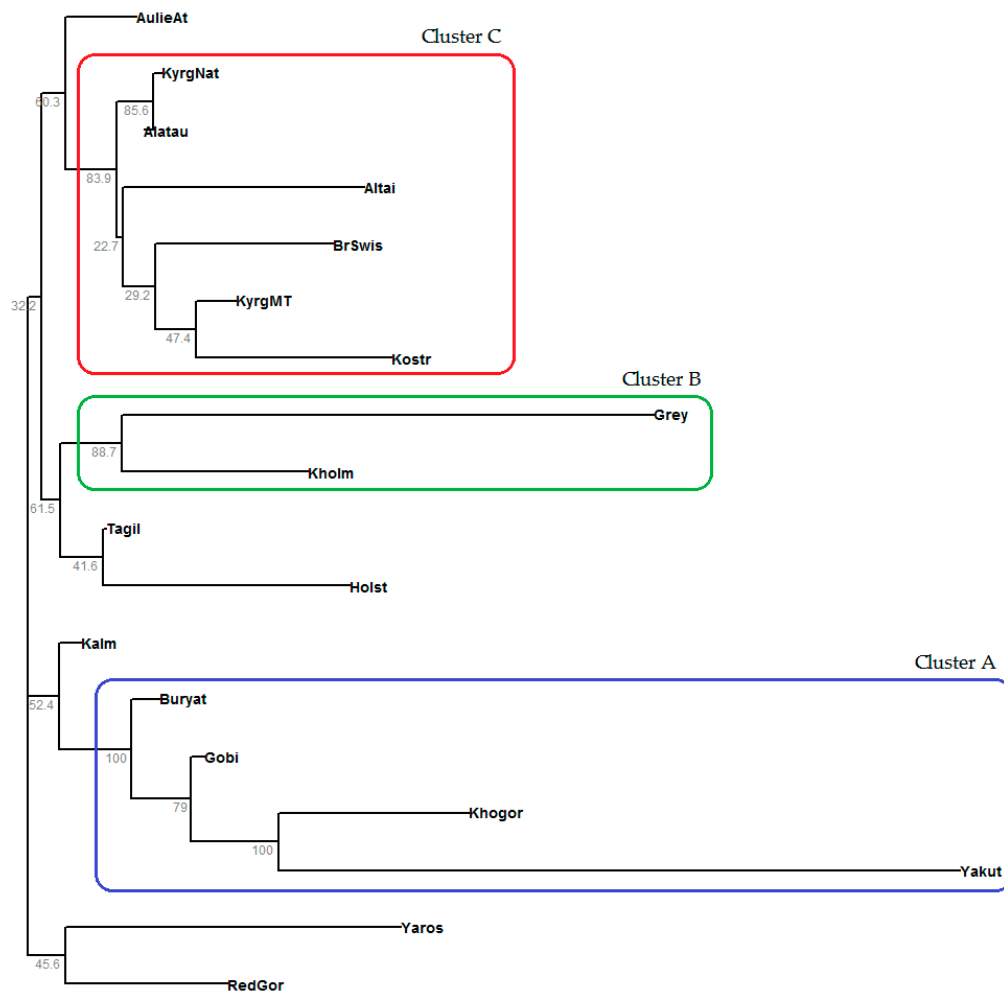 AulieAt
Cluster C
KyrgNat
60.3
85.6
Alatau
83.9
Altai
22.7
BrSwis
29.2
KyrgMT
32.2
47.4
Kostr
Cluster B
Grey
88.7
Kholm
61.5
Tagil
41.6
Holst
Kalm
Cluster A
Buryat
52.4
100
Gobi
79
Khogor
100
Yakut
Yaros
45.6
RedGor